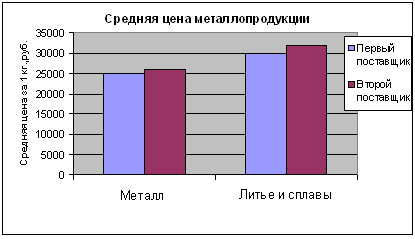 Средняя цена металлопродукции
Средняя цена за 1 кг.,руб.
35000
30000
25000
20000
15000
10000
5000
0
Металл
Литье и сплавы
Первый
поставщик
Второй
поставщик